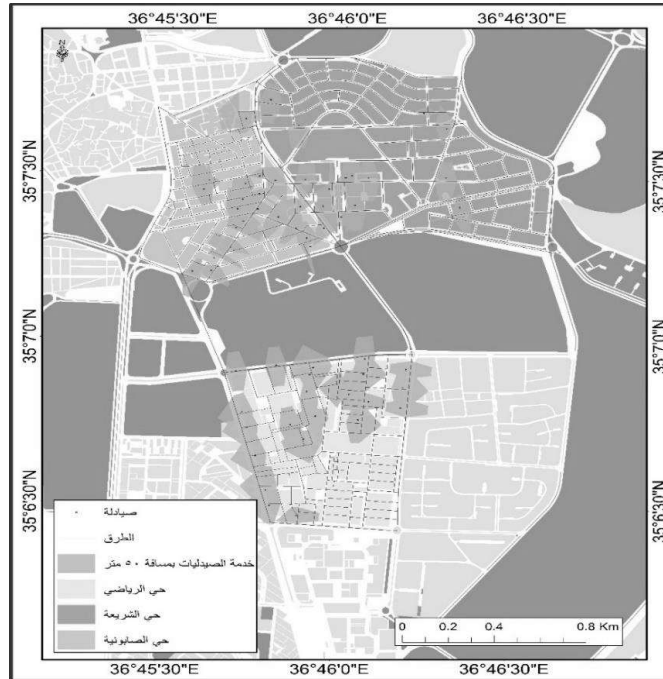 36°45'30"E 36°46'0"E 36°46'30"E
35°7'30"N 35°7'30"N
35°7'0"N 35°7'0"N
35°6'30"N 35°6'30"N
صيادلة
الطرق
خدمة الصيدليات بمسافة ٥٠ متر
حي الرياضي
حي الشريعة
حي الصابونية
0 0.2 0.4 0.8 Km
36°45'30"E 36°46'0"E 36°46'30"E